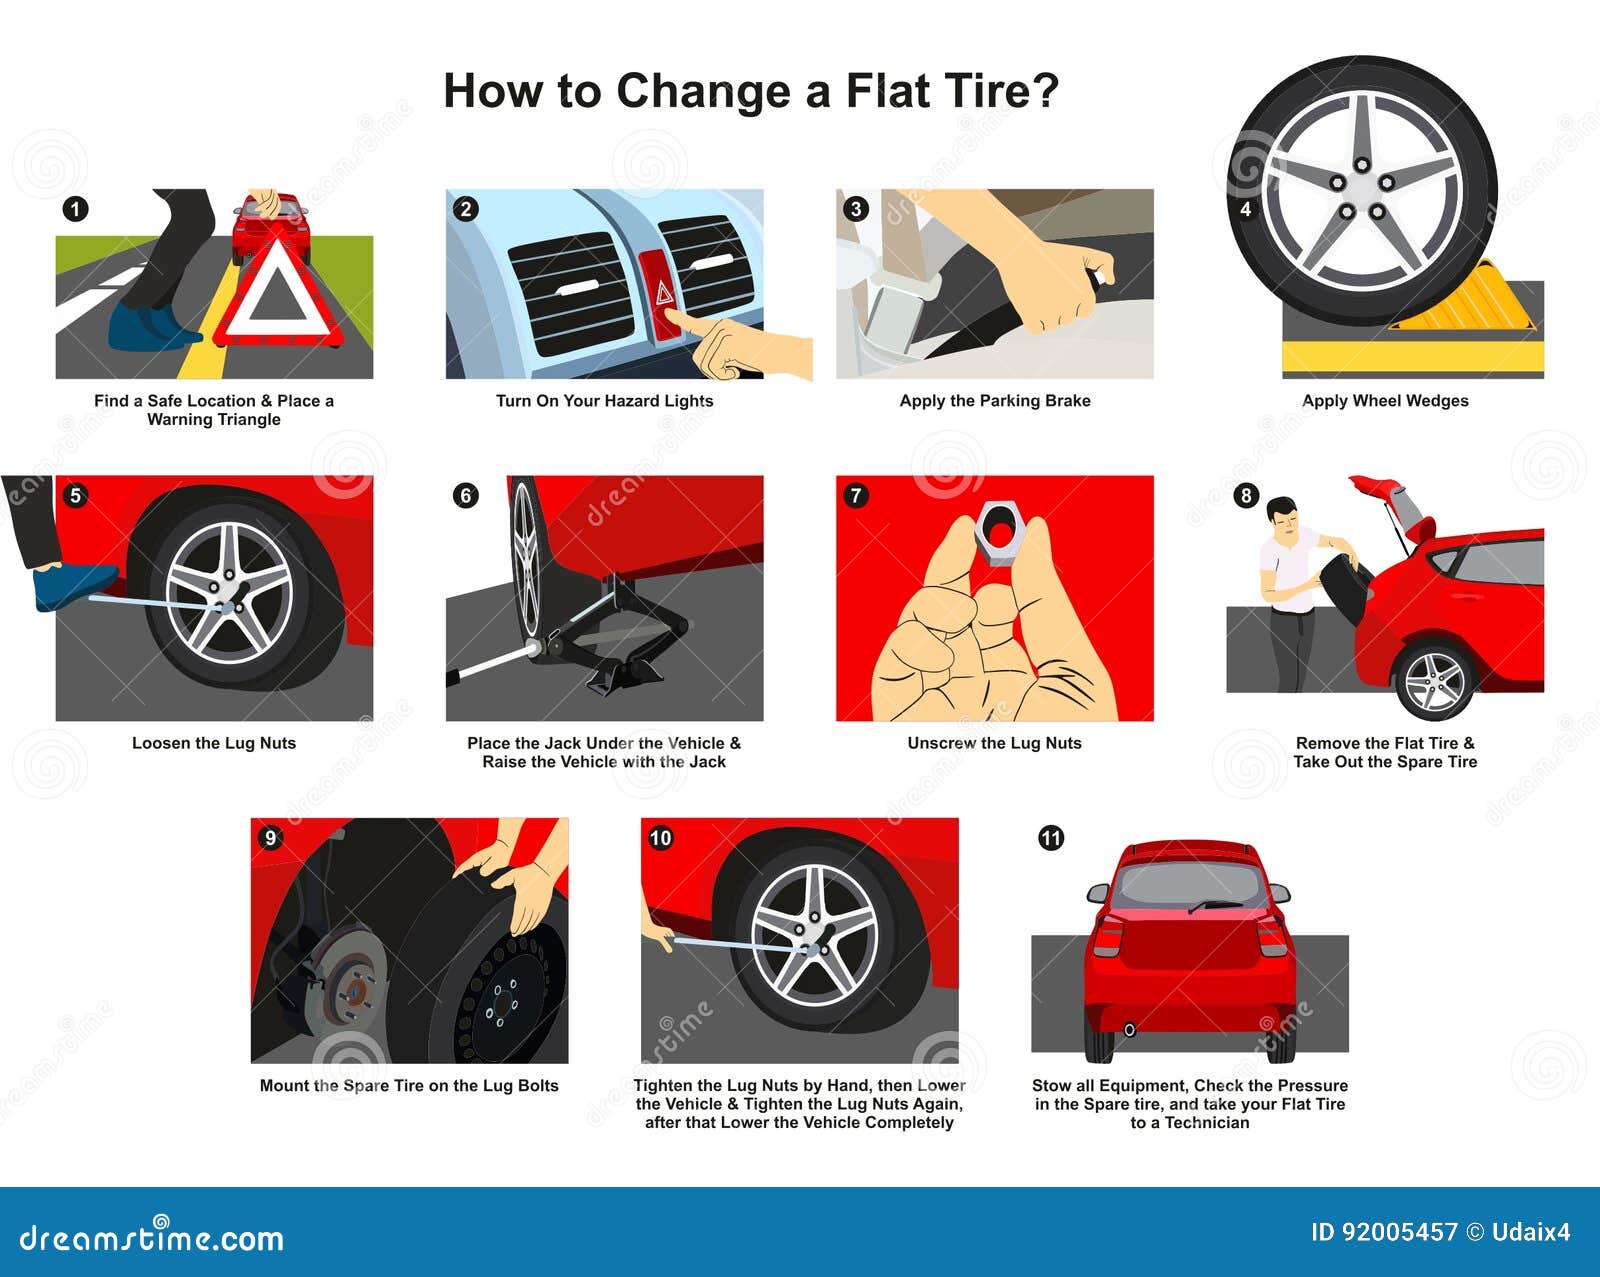 How to Change a Flat Tire?
1
Find a Safe Location & Place a
Warning Triangle
2
Turn On Your Hazard Lights
3
Apply the Parking Brake
4
Apply Wheel Wedges
5
Loosen the Lug Nuts
6
Place the Jack Under the Vehicle &
Raise the Vehicle with the Jack
7
Unscrew the Lug Nuts
8
Remove the Flat Tire &
Take Out the Spare Tire
9
Mount the Spare Tire on the Lug Bolts
10
Tighten the Lug Nuts by Hand, then Lower
the Vehicle & Tighten the Lug Nuts Again,
after that Lower the Vehicle Completely
11
Stow all Equipment, Check the Pressure
in the Spare tire, and take your Flat Tire
to a Technician
dreamstime.com
ID 92005457 © Udaix4